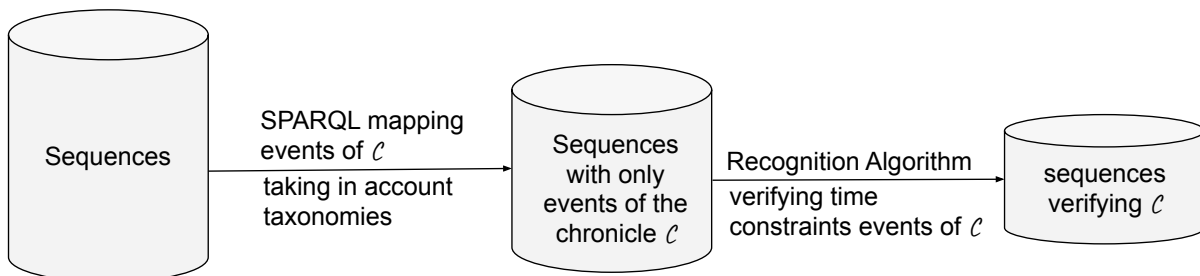 Sequences
SPARQL mapping
events of 𝒞
taking in account
taxonomies
Sequences
with only
events of the
chronicle 𝒞
Recognition Algorithm
verifying time
constraints events of 𝒞
sequences
verifying 𝒞